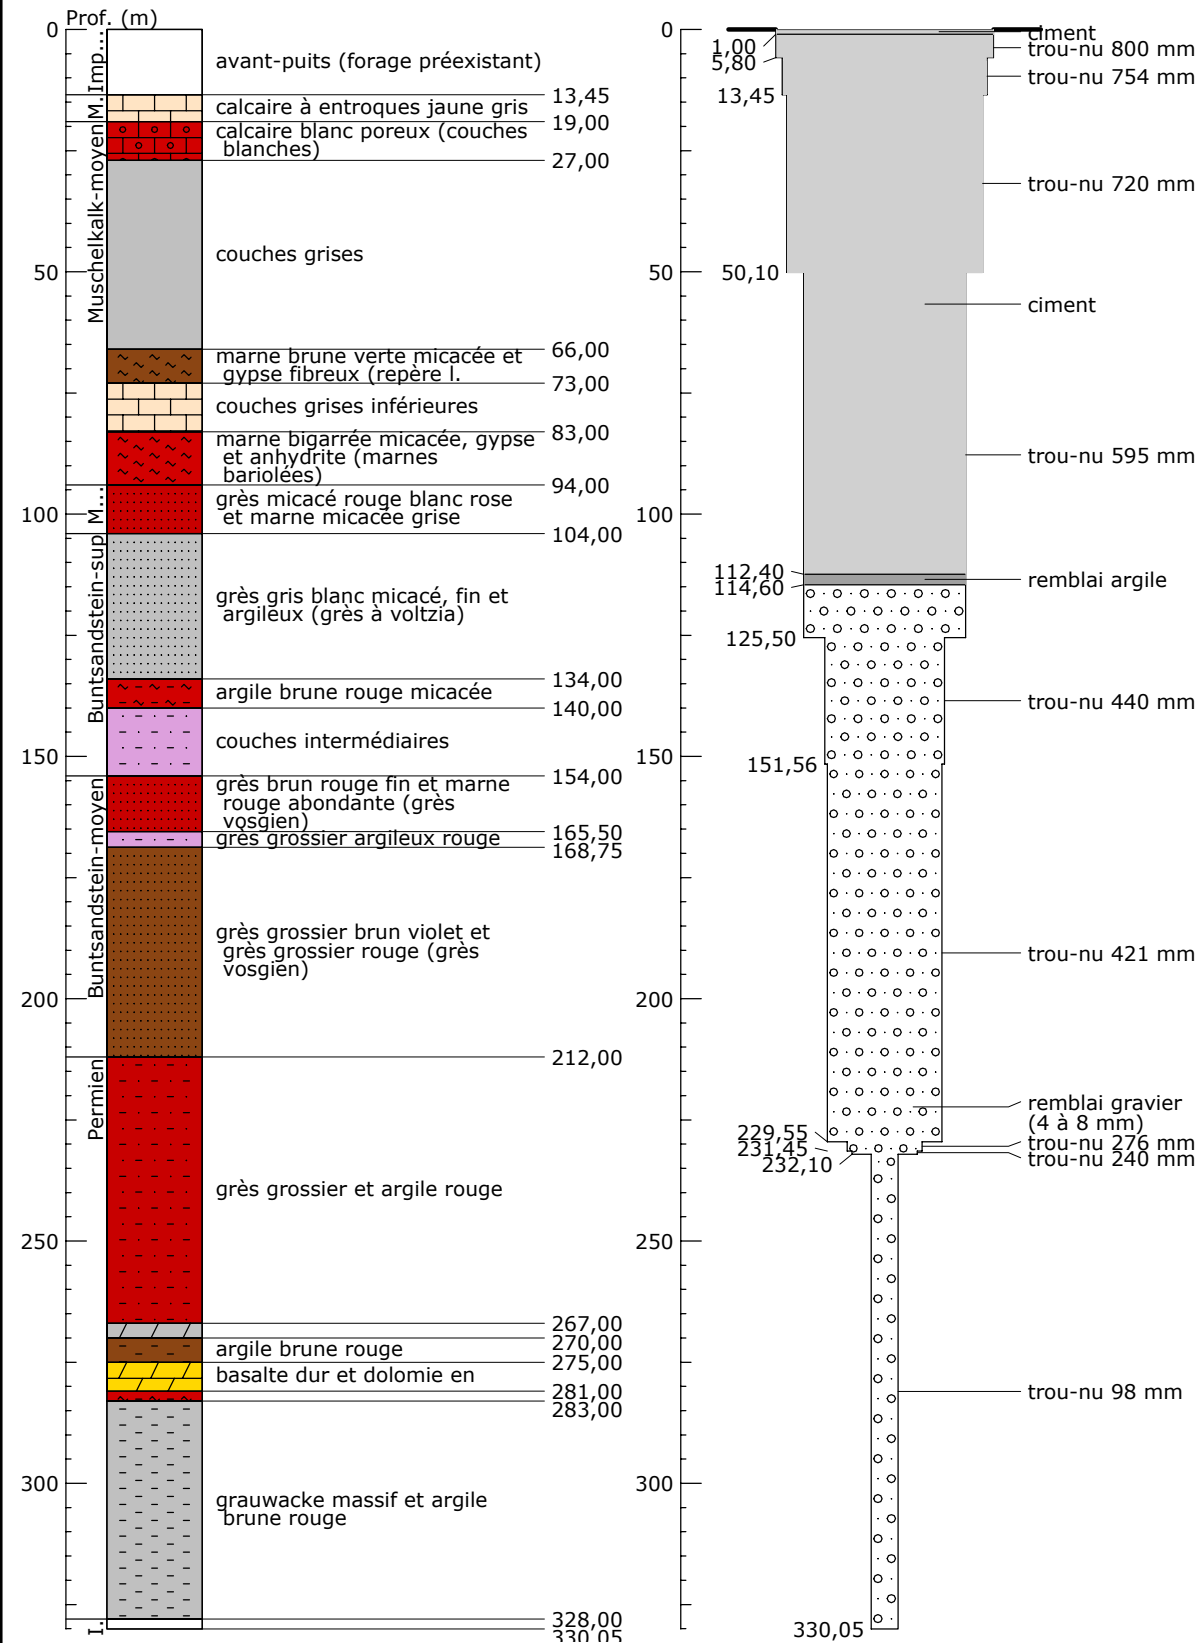 Prof. (m)
0
50
100
150
200
250
300
M.Imp...
Muschelkalk-moyen
M...
Buntsandstein-sup
Buntsandstein-moyen
Permien
I.
avant-puits (forage préexistant)
13,45
calcaire à entroques jaune gris
19,00
calcaire blanc poreux (couches
blanches)
27,00
couches grises
66,00
marne brune verte micacée et
gypse fibreux (repère I.
73,00
couches grises inférieures
83,00
marne bigarrée micacée, gypse
et anhydrite (marnes
bariolées)
94,00
grès micacé rouge blanc rose
et marne micacée grise
104,00
grès gris blanc micacé, fin et
argileux (grès à voltzia)
134,00
argile brune rouge micacée
140,00
couches intermédiaires
154,00
grès brun rouge fin et marne
rouge abondante (grès
vosgien)
165,50
grès grossier argileux rouge
168,75
grès grossier brun violet et
grès grossier rouge (grès
vosgien)
212,00
grès grossier et argile rouge
267,00
270,00
argile brune rouge
275,00
basalte dur et dolomie en
281,00
283,00
grauwacke massif et argile
brune rouge
328,00
330,05
0
50
100
150
200
250
300
1,00
5,80
13,45
50,10
112,40
114,60
125,50
151,56
229,55
231,45
232,10
330,05
ciment
trou-nu 800 mm
trou-nu 754 mm
trou-nu 720 mm
ciment
trou-nu 595 mm
remblai argile
trou-nu 440 mm
trou-nu 421 mm
remblai gravier
(4 à 8 mm)
trou-nu 276 mm
trou-nu 240 mm
trou-nu 98 mm